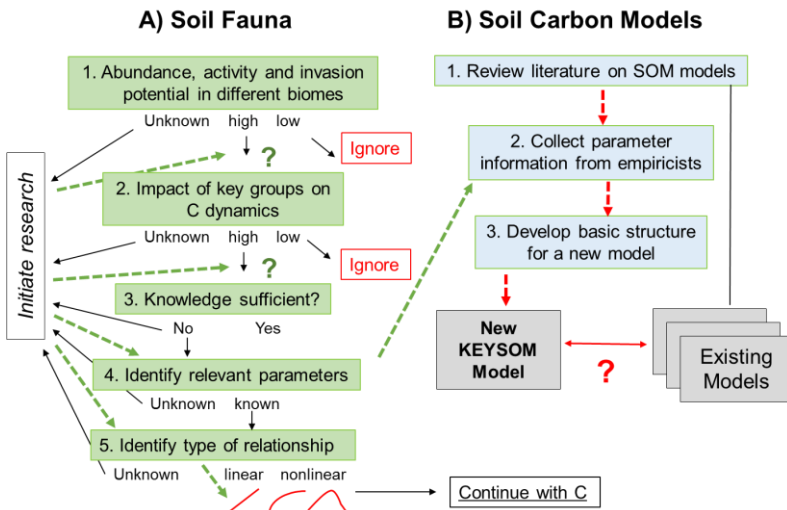 A) Soil Fauna
1. Abundance, activity and invasion
potential in different biomes
Unknown high low
Ignore
?
2. Impact of key groups on
C dynamics
Unknown high low
Ignore
?
3. Knowledge sufficient?
No Yes
4. Identify relevant parameters
Unknown known
5. Identify type of relationship
Unknown linear nonlinear
Continue with C
Initiate research
B) Soil Carbon Models
1. Review literature on SOM models
2. Collect parameter
information from empiricists
3. Develop basic structure
for a new model
New
KEYSOM
Model
?
Existing
Models